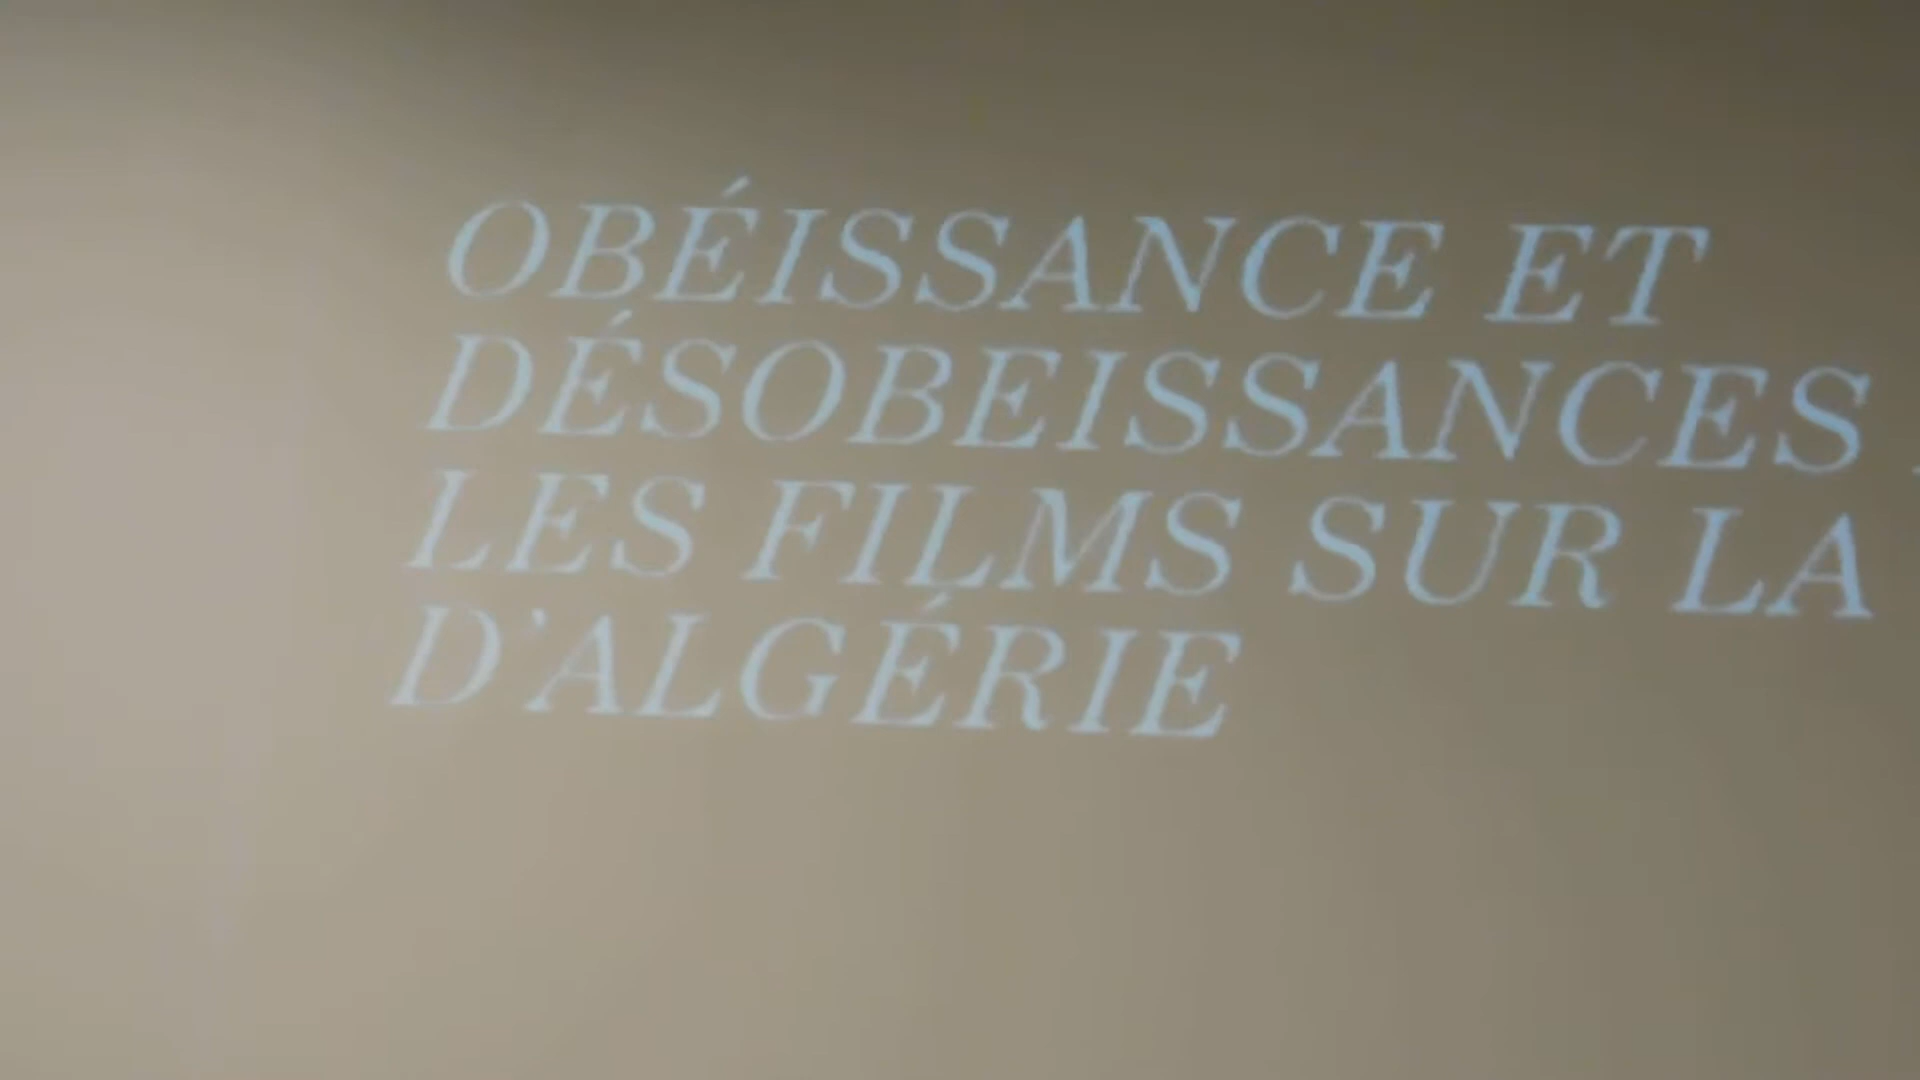 OBÉISSANCE ET
DÉSOBEISSANCES
LES FILMS SUR LA
D'ALGÉRIE